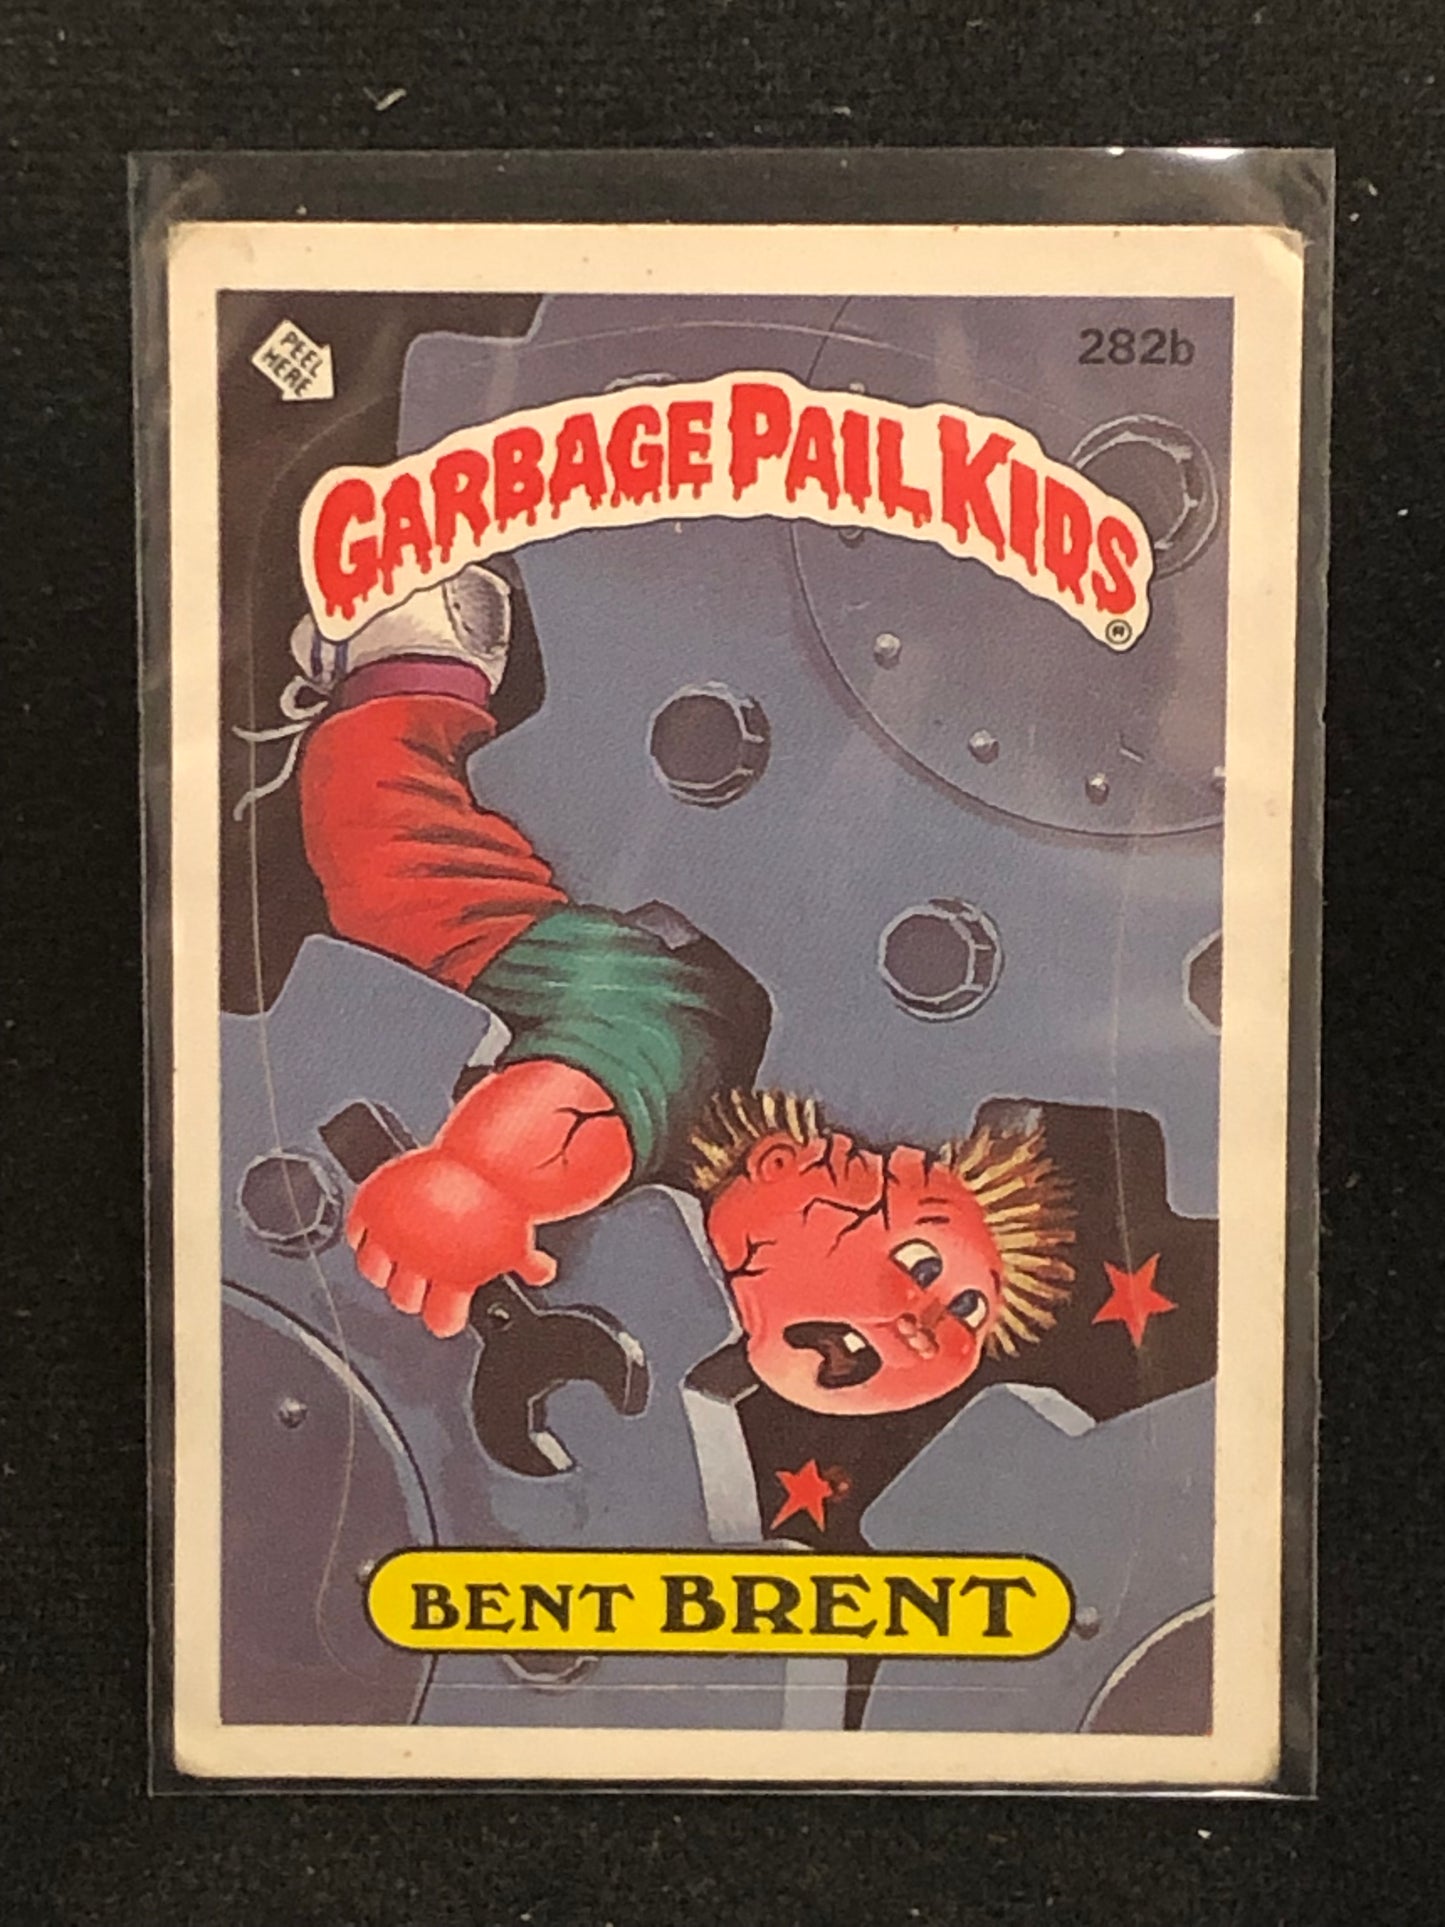 PEEL
HERE
282b
GARBAGE PAIL KIDS
®
BENT BRENT